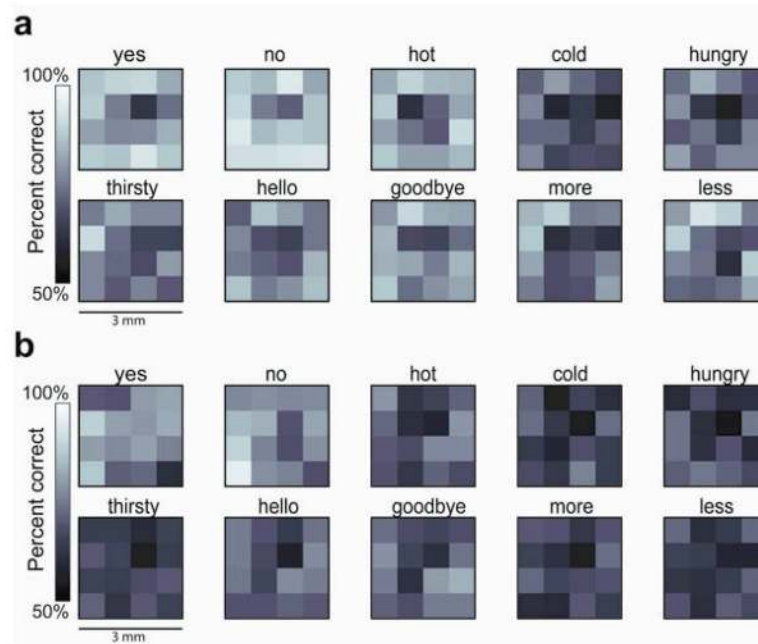 a
yes no hot cold hungry
100%
Percent correct
50%
thirsty hello goodbye more less
3 mm
b
yes no hot cold hungry
100%
Percent correct
50%
thirsty hello goodbye more less
3 mm